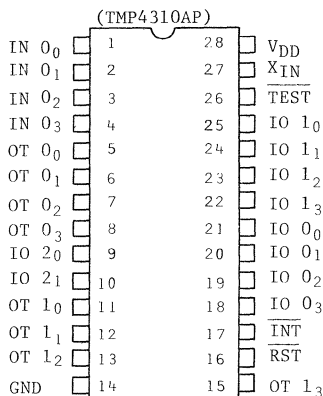 (TMP4310AP)
IN 0₀ 1 28 VDD
IN 0₁ 2 27 XIN
IN 0₂ 3 26 TEST
IN 0₃ 4 25 IO 1₀
OT 0₀ 5 24 IO 1₁
OT 0₁ 6 23 IO 1₂
OT 0₂ 7 22 IO 1₃
OT 0₃ 8 21 IO 0₀
IO 2₀ 9 20 IO 0₁
IO 2₁ 10 19 IO 0₂
OT 1₀ 11 18 IO 0₃
OT 1₁ 12 17 INT
OT 1₂ 13 16 RST
GND 14 15 OT 1₃